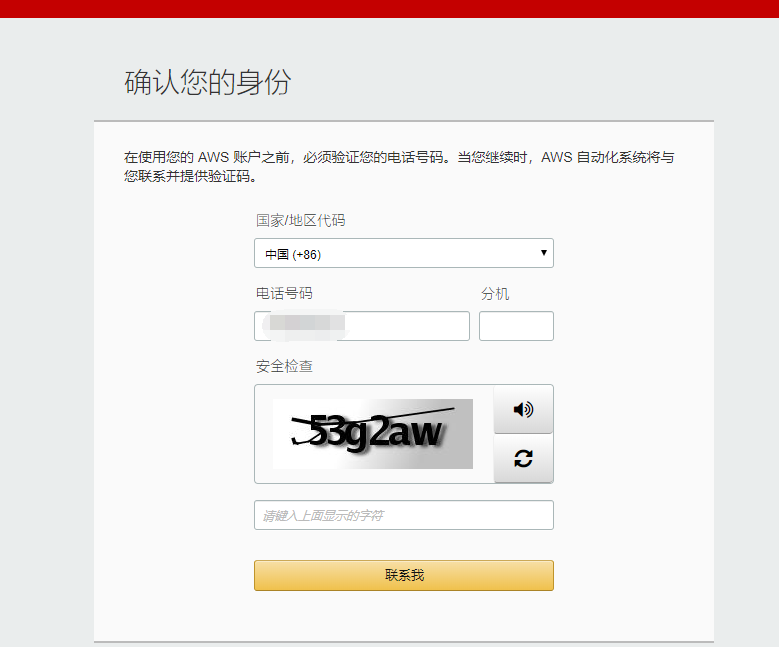 确认您的身份
在使用您的 AWS 账户之前，必须验证您的电话号码。当您继续时，AWS 自动化系统将与
您联系并提供验证码。
国家/地区代码
中国 (+86)
电话号码 分机
安全检查
53g2aw
请键入上面显示的字符
联系我